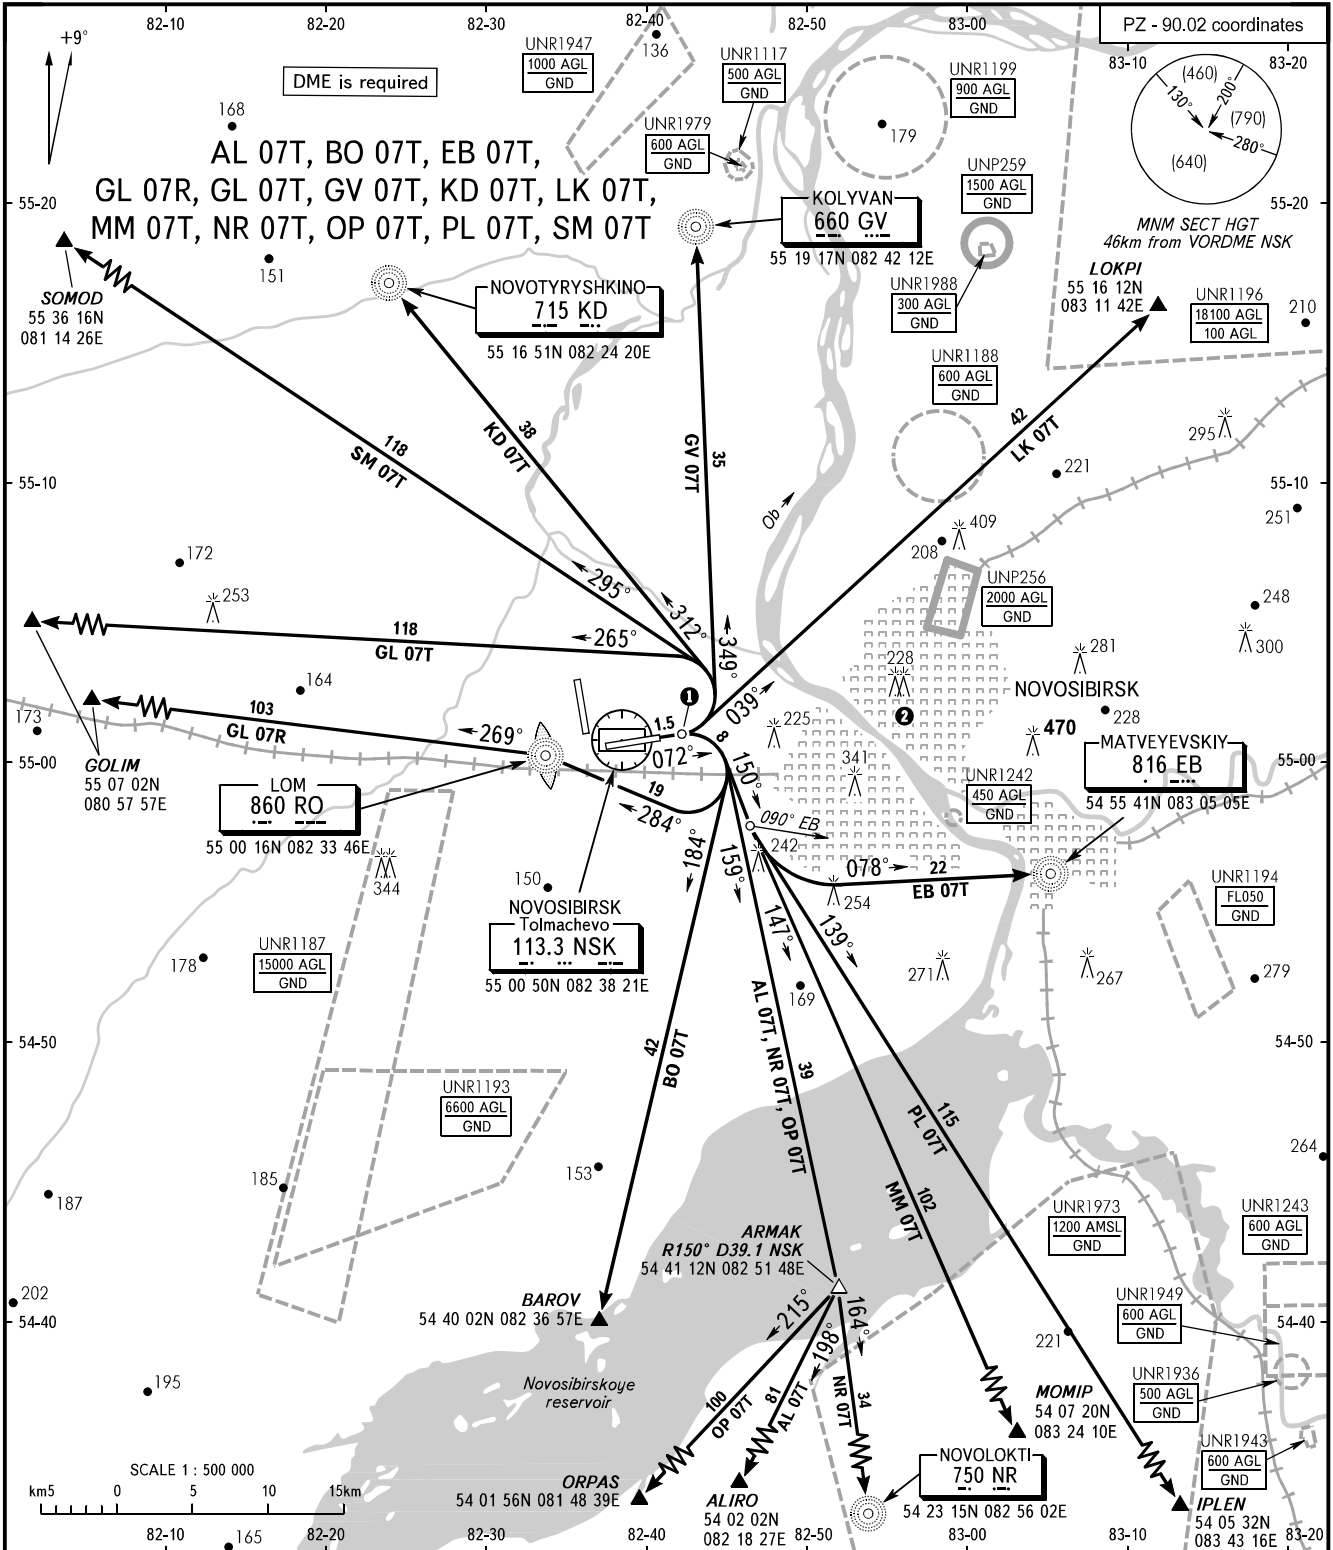 82-10
82-20
82-30
82-42
82-50
83-00
PZ - 90.02 coordinates
83-10
83-20
+9°
DME is required
UNR1947
1000 AGL
GND
136
UNR1117
500 AGL
GND
UNR1199
900 AGL
GND
179
(460)
130°
200°
(790)
280°
(640)
MNM SECT HGT
46km from VORDME NSK
168
UNR1979
600 AGL
GND
AL 07T, BO 07T, EB 07T,
GL 07R, GL 07T, GV 07T, KD 07T, LK 07T,
MM 07T, NR 07T, OP 07T, PL 07T, SM 07T
UNP259
1500 AGL
GND
55-20
55-20
KOLYVAN
660 GV
55 19 17N 082 42 12E
151
SOMOD
55 36 16N
081 14 26E
NOVOTYRYSHKINO
715 KD
55 16 51N 082 24 20E
UNR1988
300 AGL
GND
LOKPI
55 16 12N
083 11 42E
UNR1196
18100 AGL
100 AGL
210
UNR1188
600 AGL
GND
118
SM 07T
38
KD 07T
35
GV 07T
42
LK 07T
295
221
55-10
55-10
251
Ob
409
208
172
253
295°
312°
349°
UNP256
2000 AGL
GND
248
300
118
GL 07T
265°
281
228
164
NOVOSIBIRSK
228
1
039°
2
173
103
GL 07R
269°
1.5
072°
8
225
470
GOLIM
55 07 02N
080 57 57E
55-00
55-00
MATVEYEVSKIY
816 EB
54 55 41N 083 05 05E
LOM
860 RO
55 00 16N 082 33 46E
19
284°
150°
341
UNR1242
450 AGL
GND
090° EB
242
344
184°
159°
078°
22
EB 07T
254
150
NOVOSIBIRSK
Tolmachevo
113.3 NSK
55 00 50N 082 38 21E
147°
139°
UNR1194
FL050
GND
UNR1187
15000 AGL
GND
178
169
271
267
279
54-50
54-50
42
BO 07T
39
AL 07T, NR 07T, OP 07T
115
PL 07T
UNR1193
6600 AGL
GND
153
185
187
264
102
MM 07T
UNR1973
1200 AMSL
GND
UNR1243
600 AGL
GND
ARMAK
R150° D39.1 NSK
54 41 12N 082 51 48E
202
BAROV
54 40 02N 082 36 57E
54-40
54-40
215°
198°
164°
UNR1949
600 AGL
GND
221
195
Novosibirskoye
reservoir
UNR1936
500 AGL
GND
100
OP 07T
81
AL 07T
34
NR 07T
MOMIP
54 07 20N
083 24 10E
UNR1943
600 AGL
GND
SCALE 1 : 500 000
km5
0
5
10
15km
ORPAS
54 01 56N 081 48 39E
ALIRO
54 02 02N
082 18 27E
NOVOLOKTI
750 NR
54 23 15N 082 56 02E
IPLEN
54 05 32N
083 43 16E
165
82-10
82-20
82-30
82-40
82-50
83-00
83-10
83-20